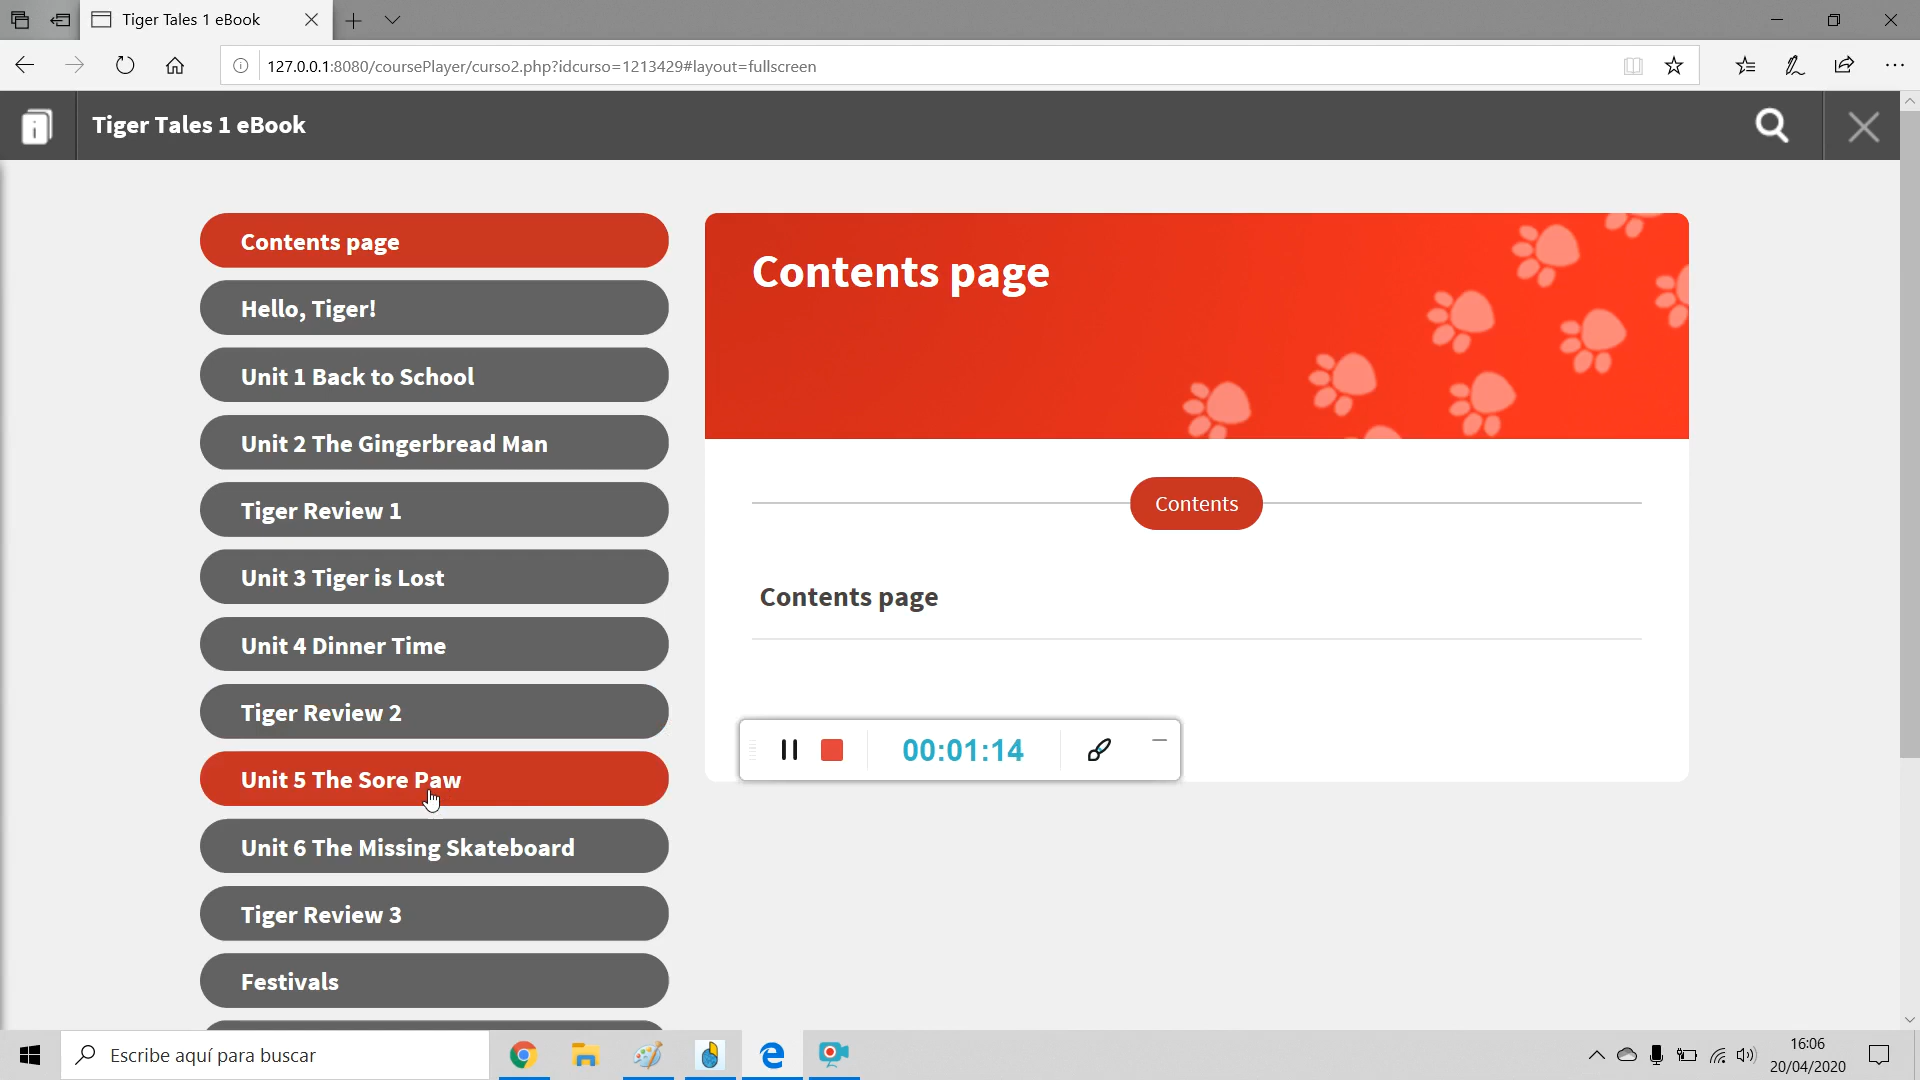 Tiger Tales 1 eBook
127.0.0.1:8080/coursePlayer/curso2.php?idcurso=1213429#layout=fullscreen
Tiger Tales 1 eBook
Contents page
Hello, Tiger!
Unit 1 Back to School
Unit 2 The Gingerbread Man
Tiger Review 1
Unit 3 Tiger is Lost
Unit 4 Dinner Time
Tiger Review 2
Unit 5 The Sore Paw
Unit 6 The Missing Skateboard
Tiger Review 3
Festivals
Contents page
Contents
Contents page
00:01:14
Escribe aquí para buscar
16:06
20/04/2020